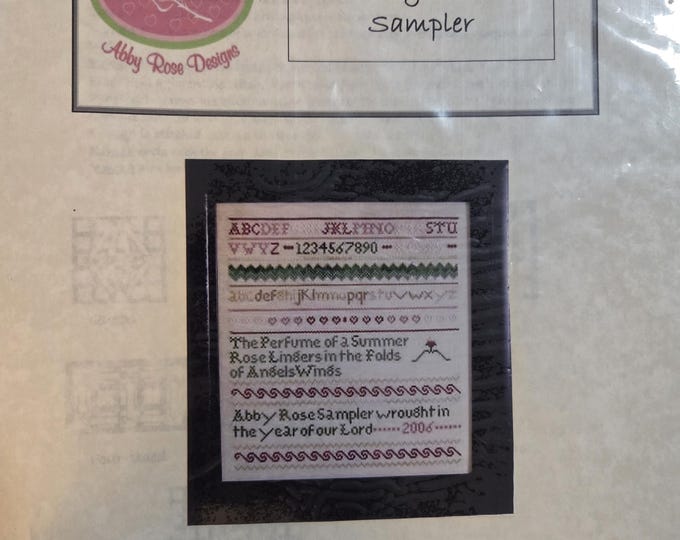 Sampler
Abby Rose Designs
ABCDEF JKLMNO STU
VWYZ 1234567890
abcdefghijklmnopqrstuvwxyz
The Perfume of a Summer
Rose Lingers in the Folds
of Angels Wings
Abby Rose Sampler wrought in
the year of our Lord 2006